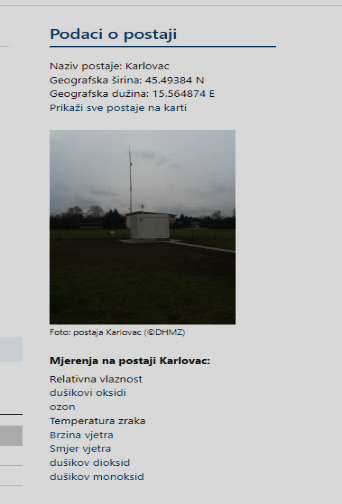 Podaci o postaji
Naziv postaje: Karlovac
Geografska širina: 45.49384 N
Geografska dužina: 15.564874 E
Prikaži sve postaje na karti
Foto: postaja Karlovac (©DHMZ)
Mjerenja na postaji Karlovac:
Relativna vlaznost
dušikovi oksidi
ozon
Temperatura zraka
Brzina vjetra
Smjer vjetra
dušikov dioksid
dušikov monoksid